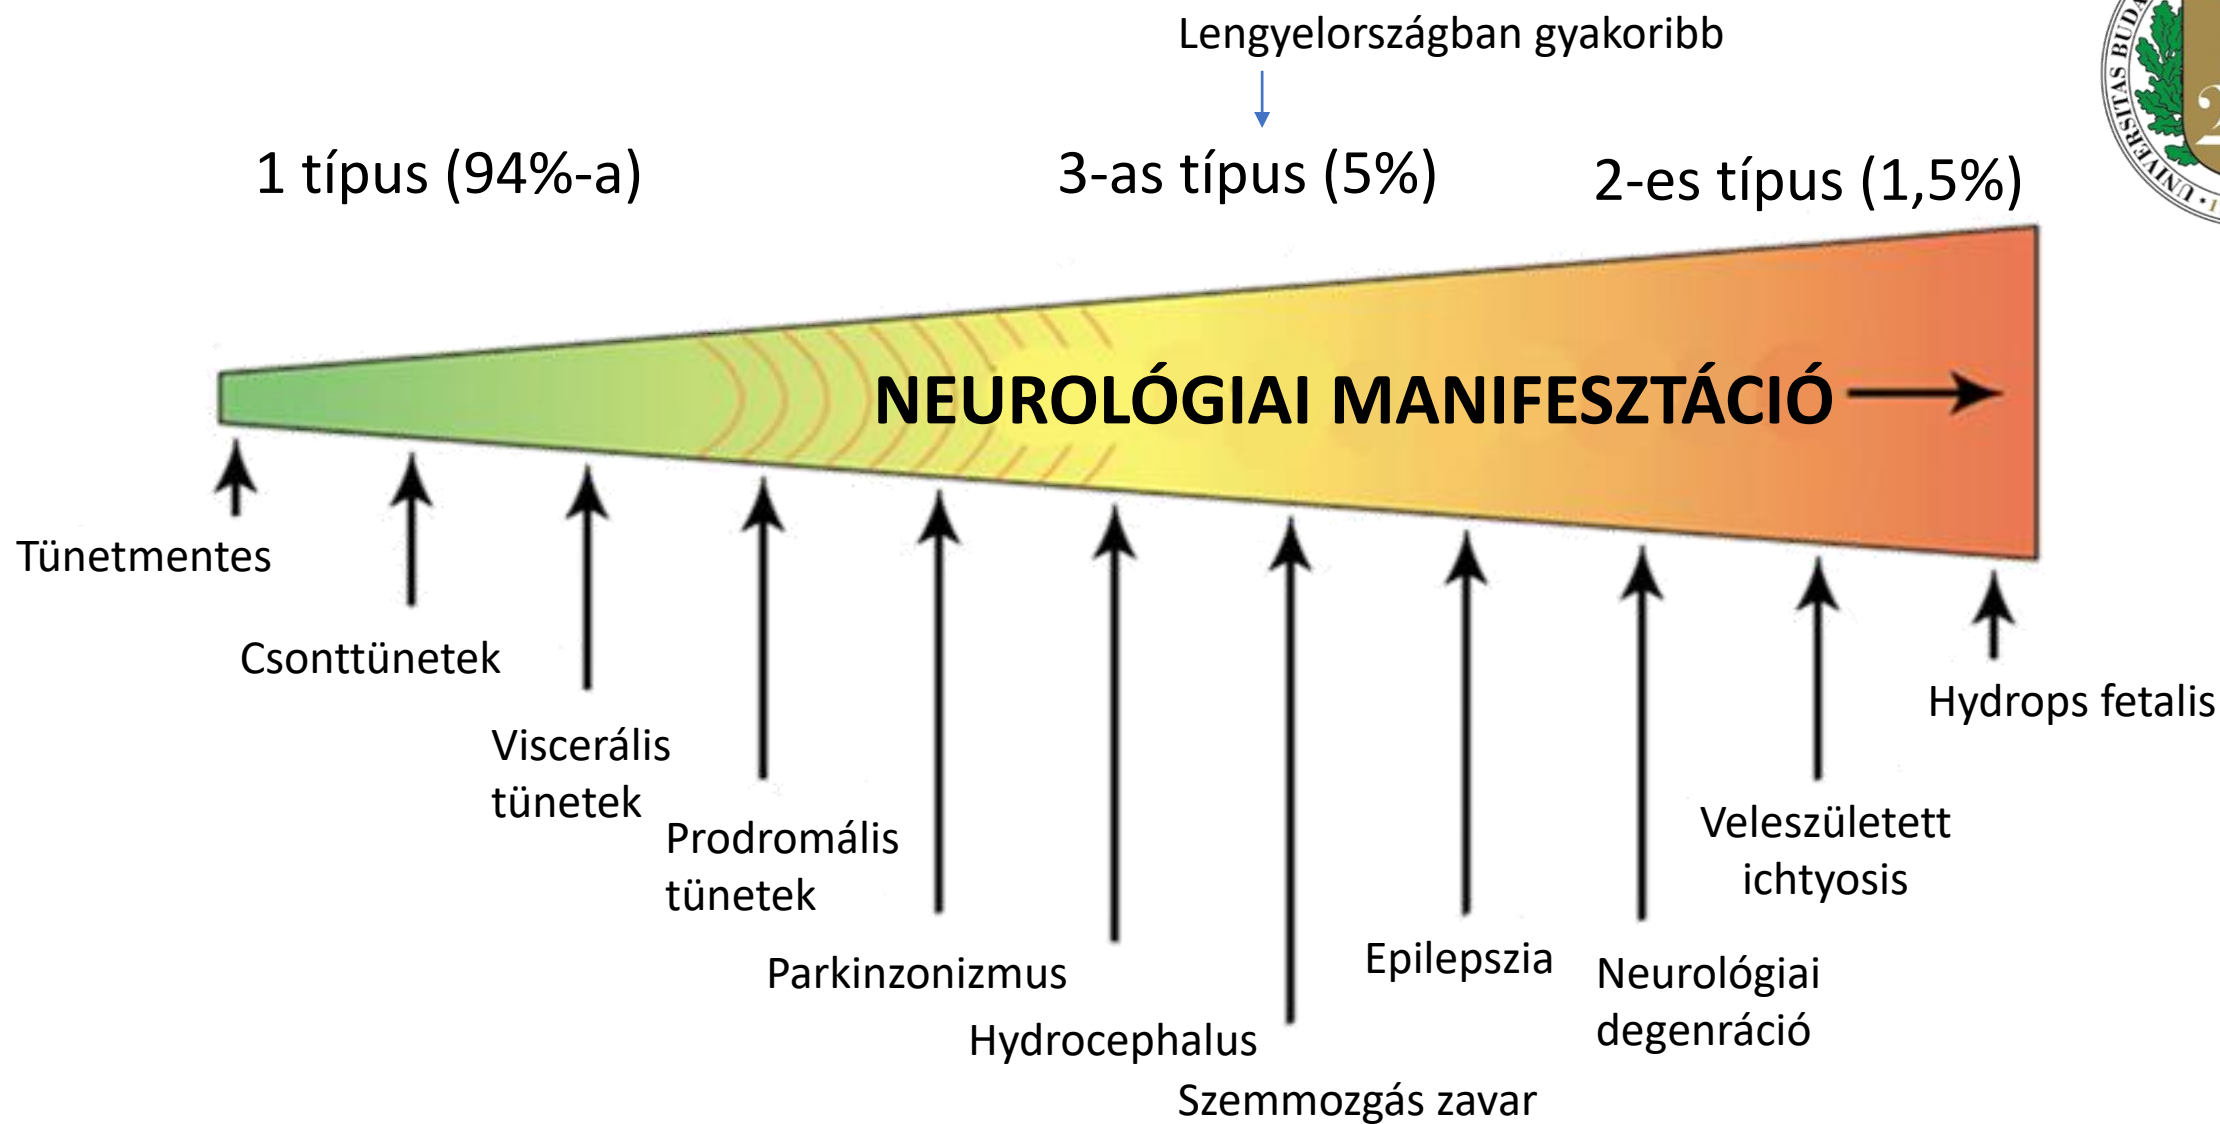 Lengyelországban gyakoribb
1 típus (94%-a)
3-as típus (5%)
2-es típus (1,5%)
NEUROLÓGIAI MANIFESZTÁCIÓ
Tünetmentes
Csonttünetek
Viscerális
tünetek
Prodromális
tünetek
Parkinzonizmus
Hydrocephalus
Szemmozgás zavar
Epilepszia
Neurológiai
degenráció
Veleszületett
ichtyosis
Hydrops fetalis
UNIVERSITAS